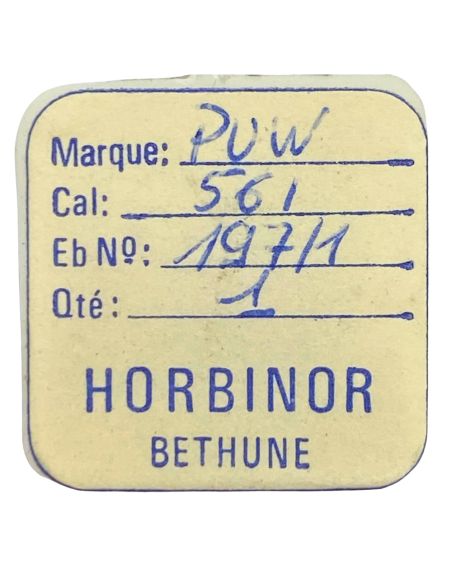 Marque: PUW
Cal: 561
Eb Nº: 197/1
Qté: 1
HORBINOR
BETHUNE